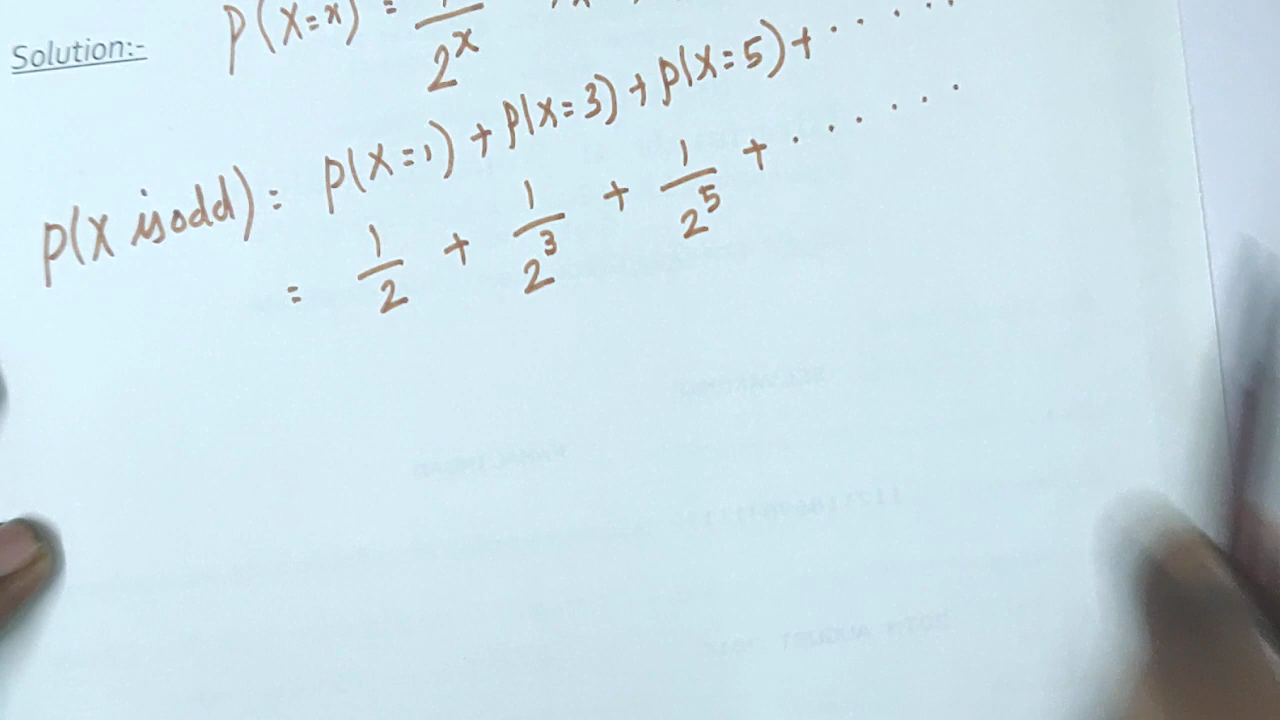 Solution:- P(X=x) = 1/2^x
P(X is odd) = P(X=1) + P(X=3) + P(X=5) + . . . . . .
= 1/2 + 1/2^3 + 1/2^5 + . . . . . .